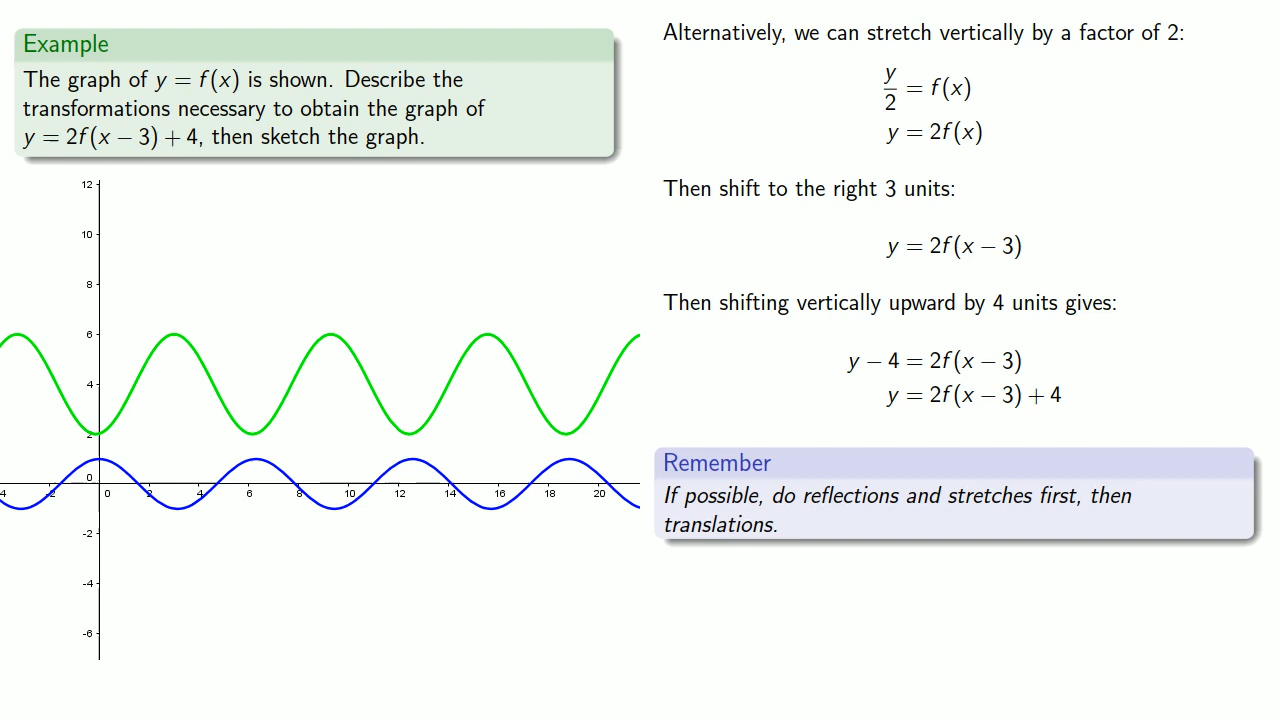 Example
The graph of y = f(x) is shown. Describe the
transformations necessary to obtain the graph of
y = 2f(x − 3) + 4, then sketch the graph.
12
10
8
6
4
2
0
4 -2 0 2 4 6 8 10 12 14 16 18 20
-2
-4
-6
Alternatively, we can stretch vertically by a factor of 2:
y/2 = f(x)
y = 2f(x)
Then shift to the right 3 units:
y = 2f(x − 3)
Then shifting vertically upward by 4 units gives:
y − 4 = 2f(x − 3)
y = 2f(x − 3) + 4
Remember
If possible, do reflections and stretches first, then
translations.